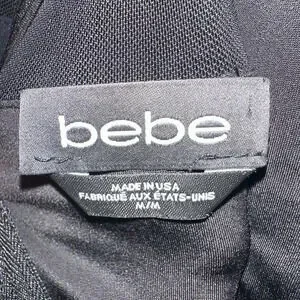 bebe
MADE IN USA
FABRIQUÉ AUX ÉTATS-UNIS
M/M